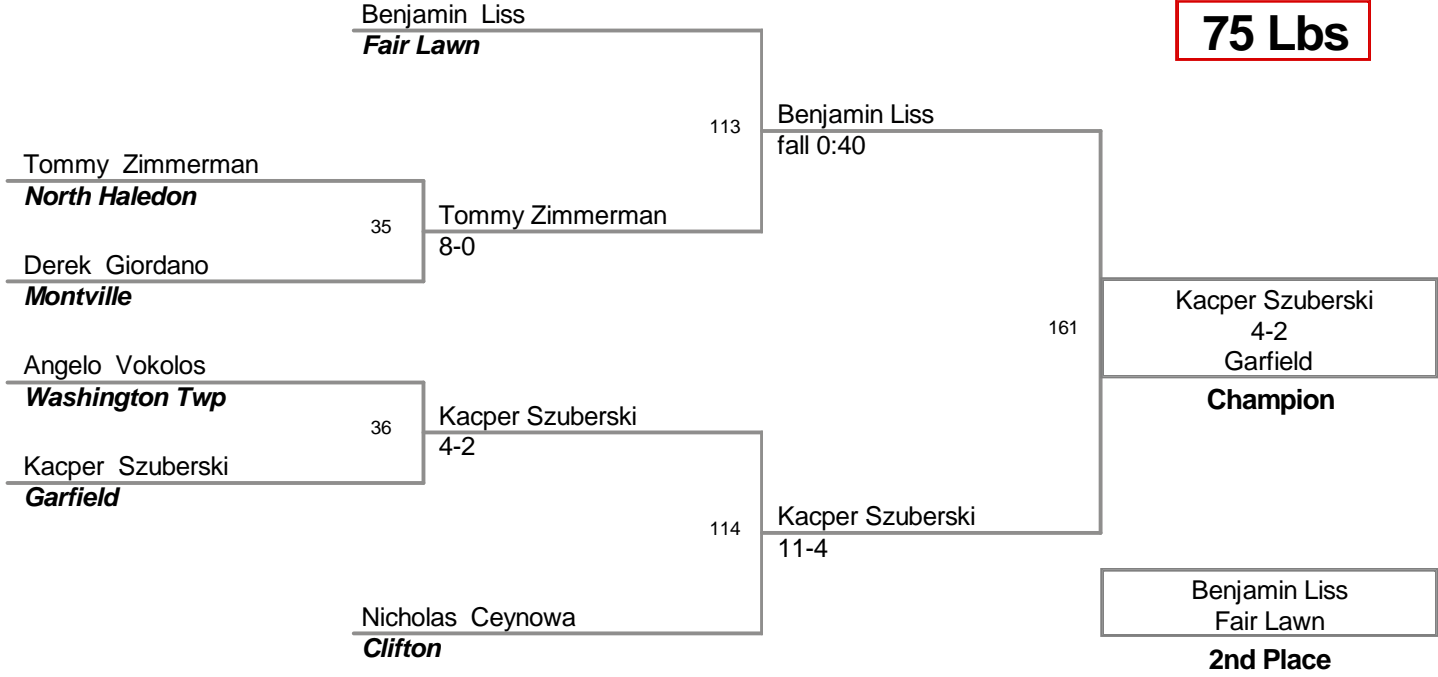 Benjamin Liss
Fair Lawn
75 Lbs
113
Benjamin Liss
fall 0:40
Tommy Zimmerman
North Haledon
35
Tommy Zimmerman
8-0
Derek Giordano
Montville
161
Kacper Szuberski
4-2
Garfield
Champion
Angelo Vokolos
Washington Twp
36
Kacper Szuberski
4-2
Kacper Szuberski
Garfield
114
Kacper Szuberski
11-4
Nicholas Ceynowa
Clifton
Benjamin Liss
Fair Lawn
2nd Place